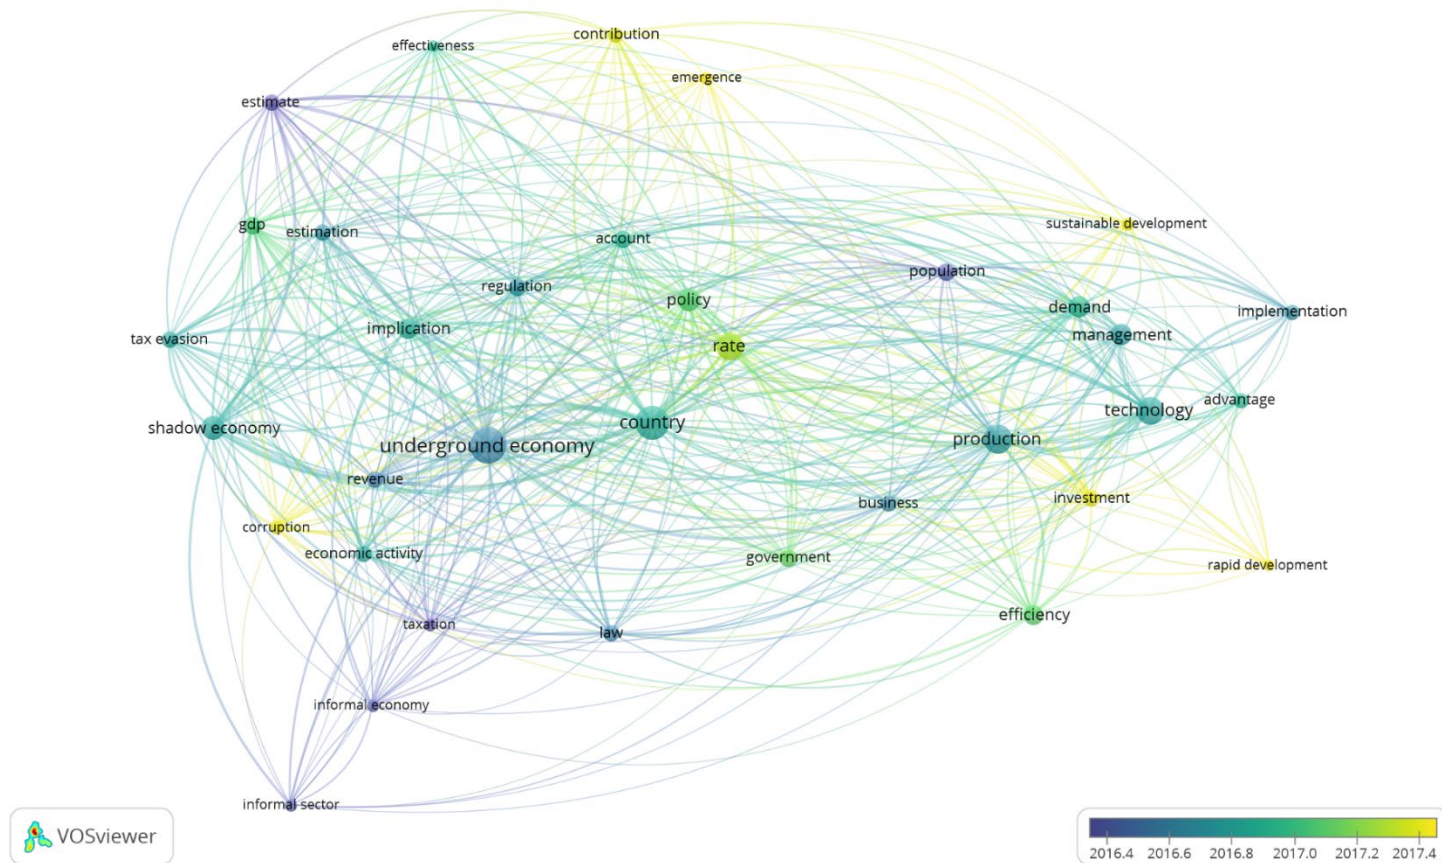 contribution
effectiveness
emergence
estimate
sustainable development
gdp
estimation
account
population
regulation
policy
demand
implementation
implication
management
tax evasion
rate
advantage
technology
country
shadow economy
production
underground economy
revenue
investment
business
corruption
economic activity
government
rapid development
efficiency
taxation
law
informal economy
informal sector
VOSviewer
2016.4 2016.6 2016.8 2017.0 2017.2 2017.4